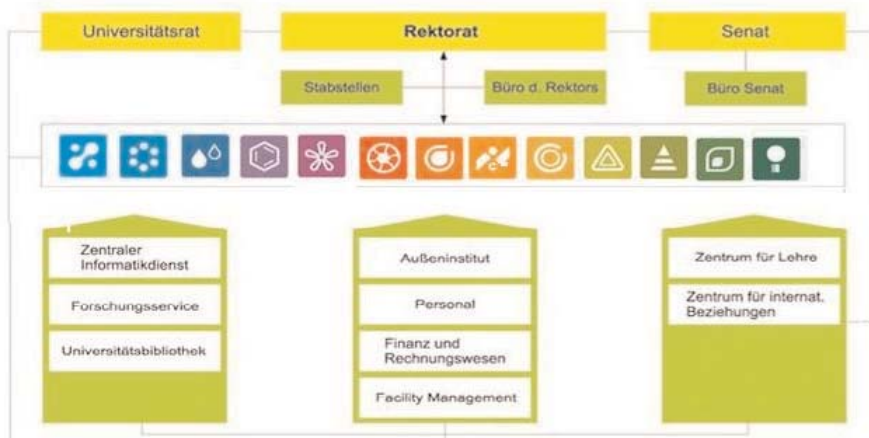 Universitätsrat
Rektorat
Senat
Stabstellen
Büro d. Rektors
Büro Senat
Zentraler
Informatikdienst
Forschungsservice
Universitätsbibliothek
Außeninstitut
Personal
Finanz und
Rechnungswesen
Facility Management
Zentrum für Lehre
Zentrum für internat.
Beziehungen